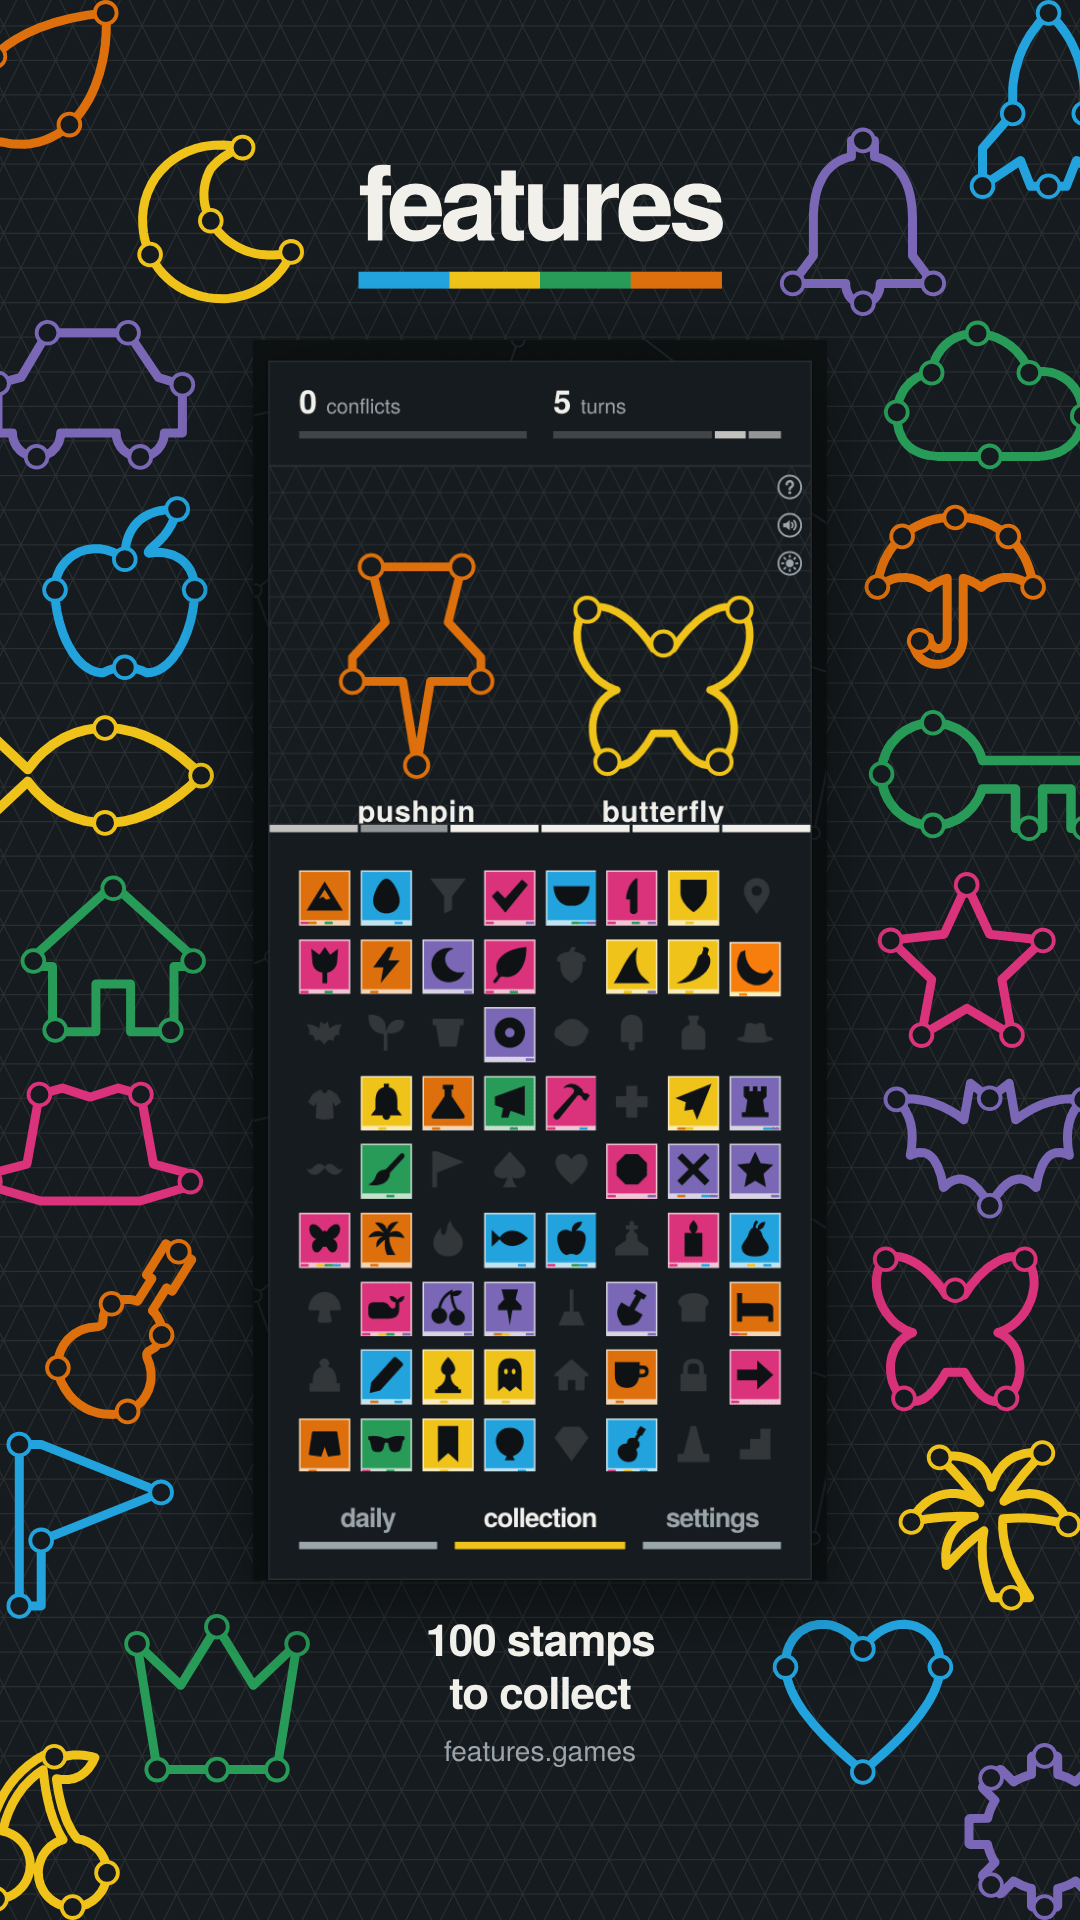 features
0 conflicts
5 turns
?
pushpin
butterfly
daily
collection
settings
100 stamps
to collect
features.games